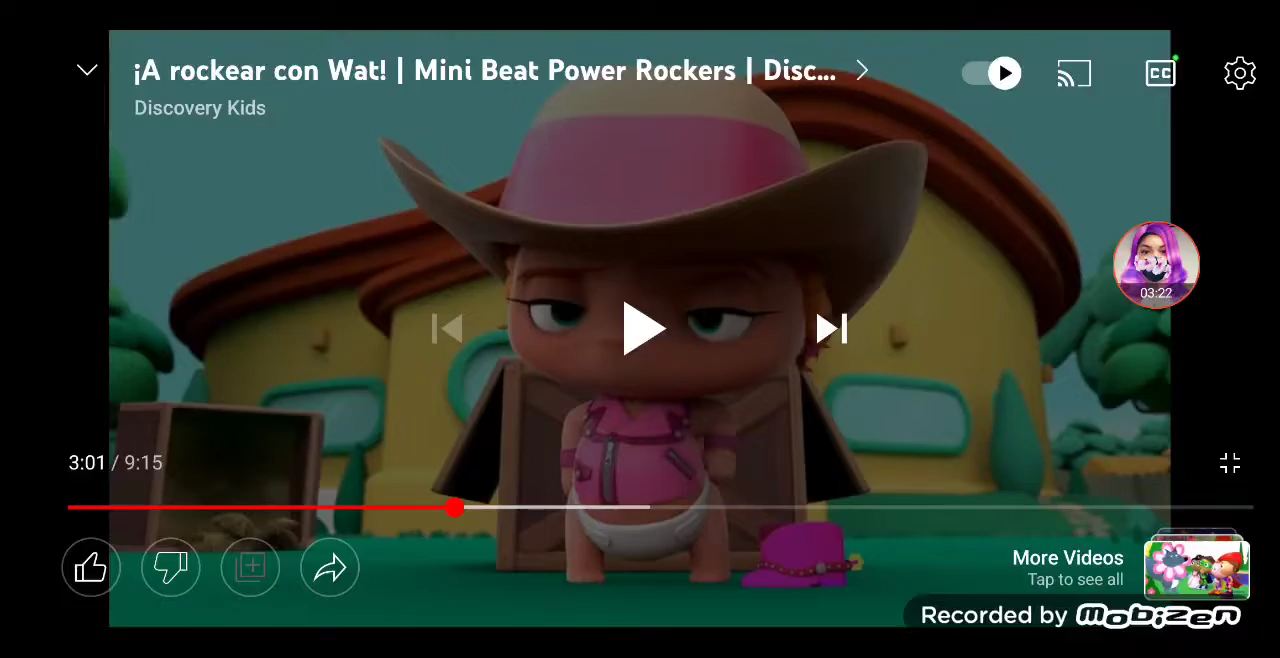 ¡A rockear con Wat! | Mini Beat Power Rockers | Disc...
Discovery Kids
CC
03:22
3:01 / 9:15
More Videos
Tap to see all
Recorded by mobizen